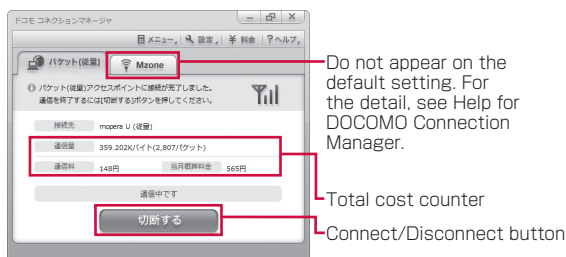 ドコモ コネクションマネージャ
メニュー 設定 ¥ 料金 ? ヘルプ
パケット(従量) Mzone
パケット(従量)アクセスポイントに接続が完了しました。
通信を終了するには[切断する]ボタンを押してください。
接続先 mopera U (従量)
通信量 359.202Kバイト(2,807パケット)
通信料 148円 当月概算料金 565円
通信中です
切断する
Do not appear on the
default setting. For
the detail, see Help for
DOCOMO Connection
Manager.
Total cost counter
Connect/Disconnect button